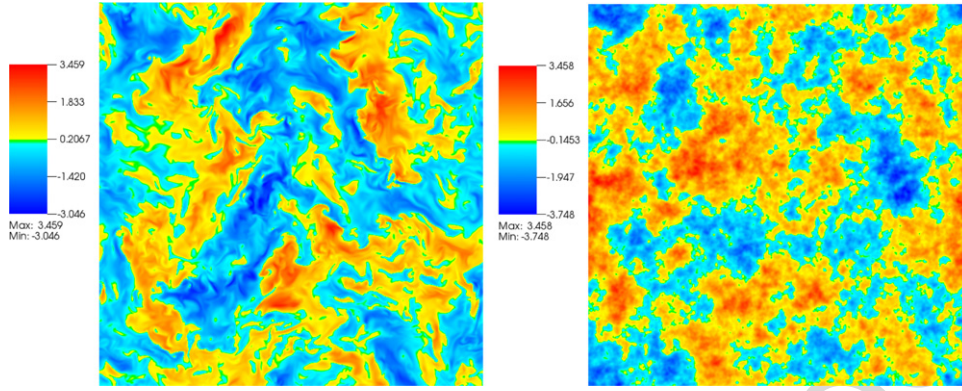 3.459
1.833
0.2067
-1.420
-3.046
Max: 3.459
Min: -3.046
3.458
1.656
-0.1453
-1.947
-3.748
Max: 3.458
Min: -3.748